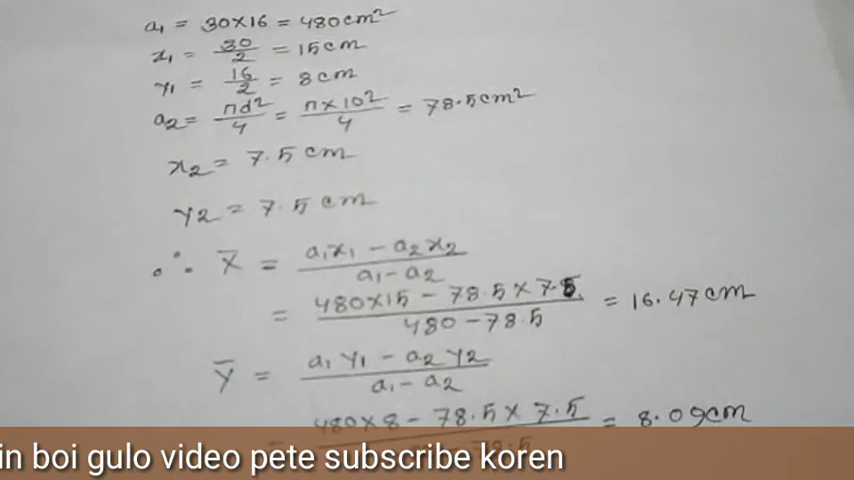 a₁ = 30×16 = 480cm²
x₁ = 30/2 = 15cm
y₁ = 16/2 = 8cm
a₂ = πd²/4 = π×10²/4 = 78.5cm²
x₂ = 7.5 cm
y₂ = 7.5 cm
∴ x̄ = (a₁x₁ - a₂x₂)/(a₁ - a₂)
= (480×15 - 78.5×7.5)/(480 - 78.5) = 16.47cm
ȳ = (a₁y₁ - a₂y₂)/(a₁ - a₂)
480×8 - 78.5×7.5 = 8.09cm
in boi gulo video pete subscribe koren